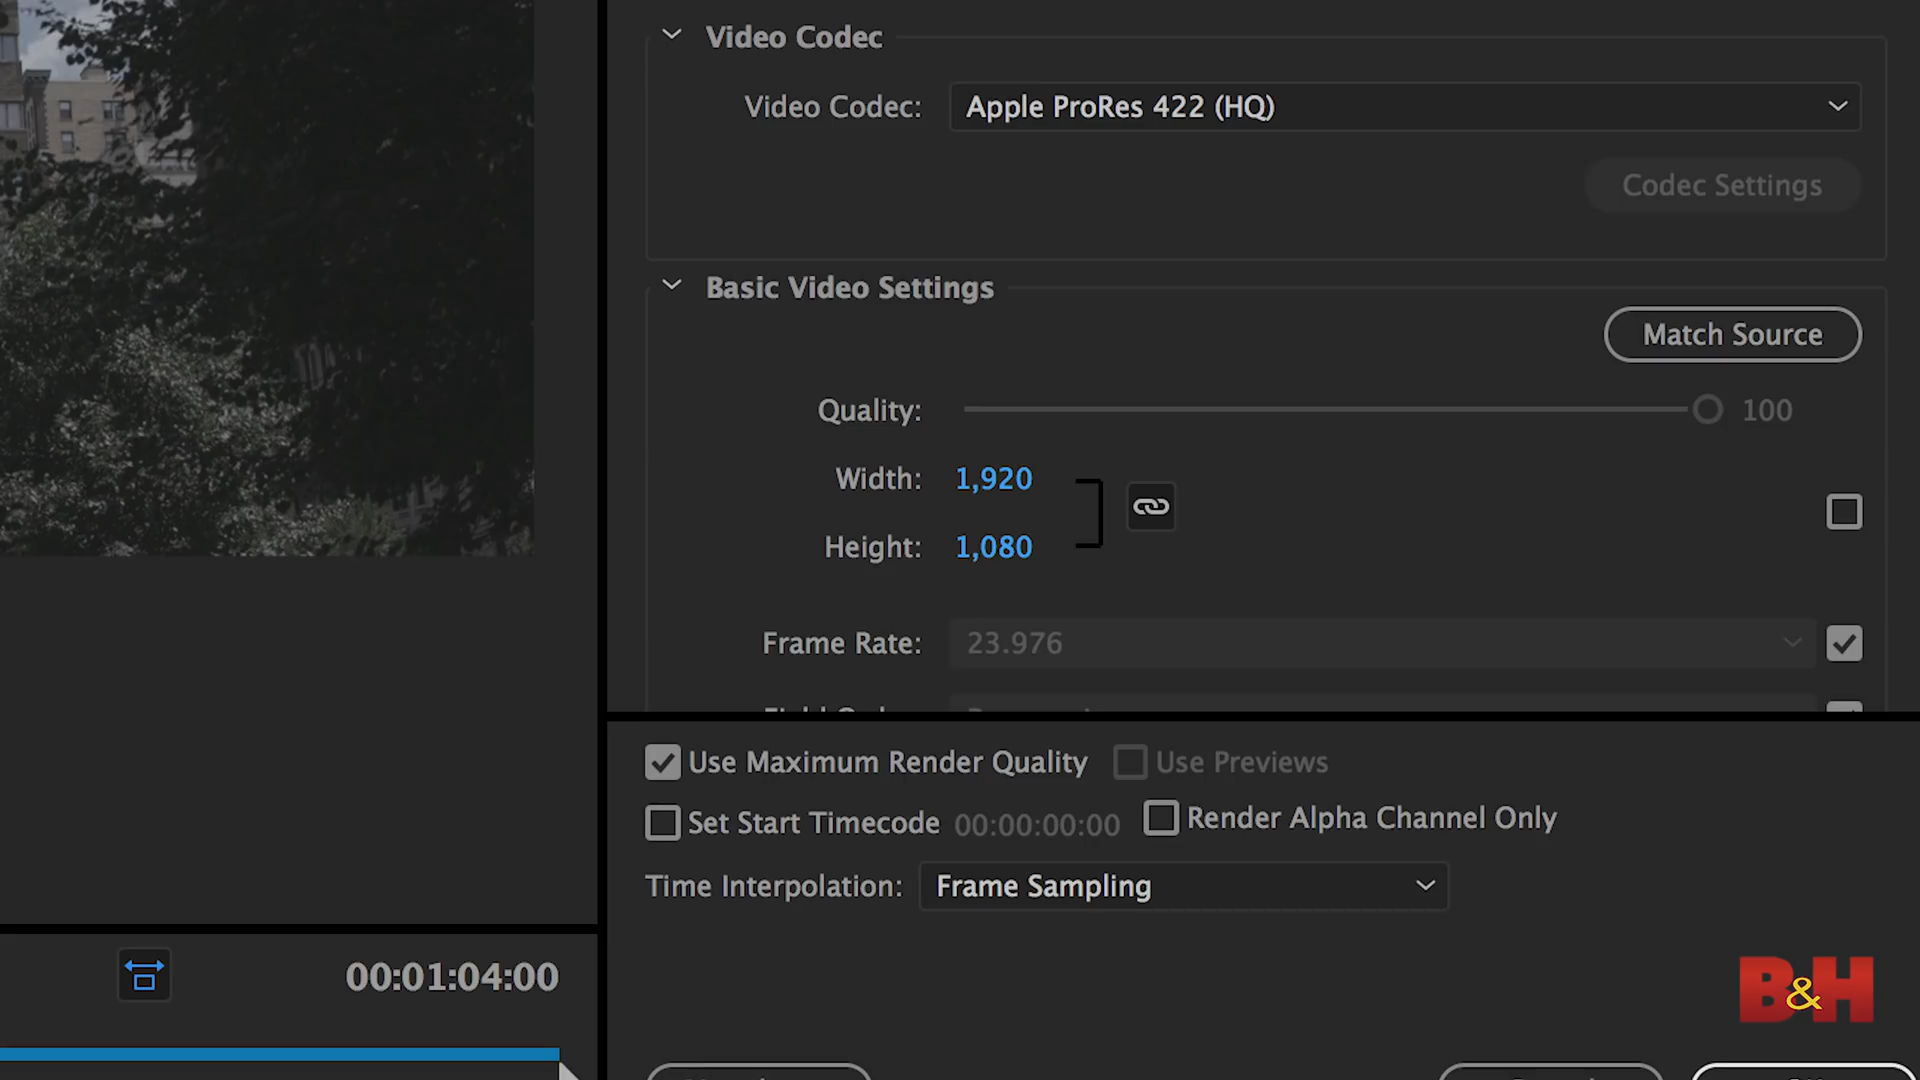 Video Codec
Video Codec: Apple ProRes 422 (HQ)
Codec Settings
Basic Video Settings
Match Source
Quality: 100
Width: 1,920
Height: 1,080
Frame Rate: 23.976
Use Maximum Render Quality Use Previews
Set Start Timecode 00:00:00:00 Render Alpha Channel Only
Time Interpolation: Frame Sampling
00:01:04:00
B&H